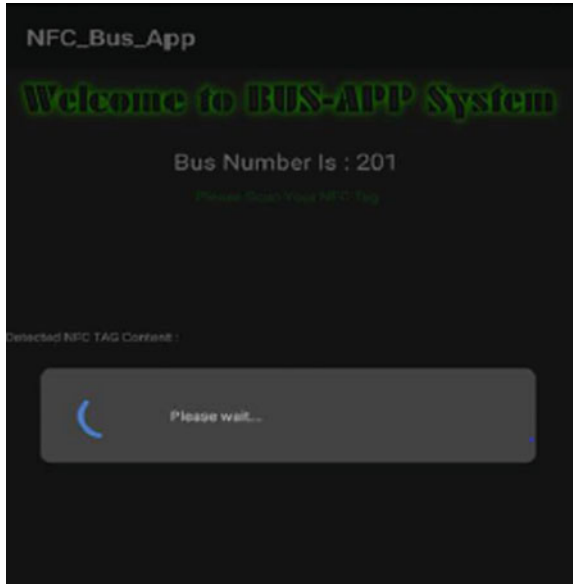 NFC_Bus_App
Welcome to BUS-APP System
Bus Number Is : 201
Please Scan Your NFC Tag
Detected NFC TAG Content :
Please wait...